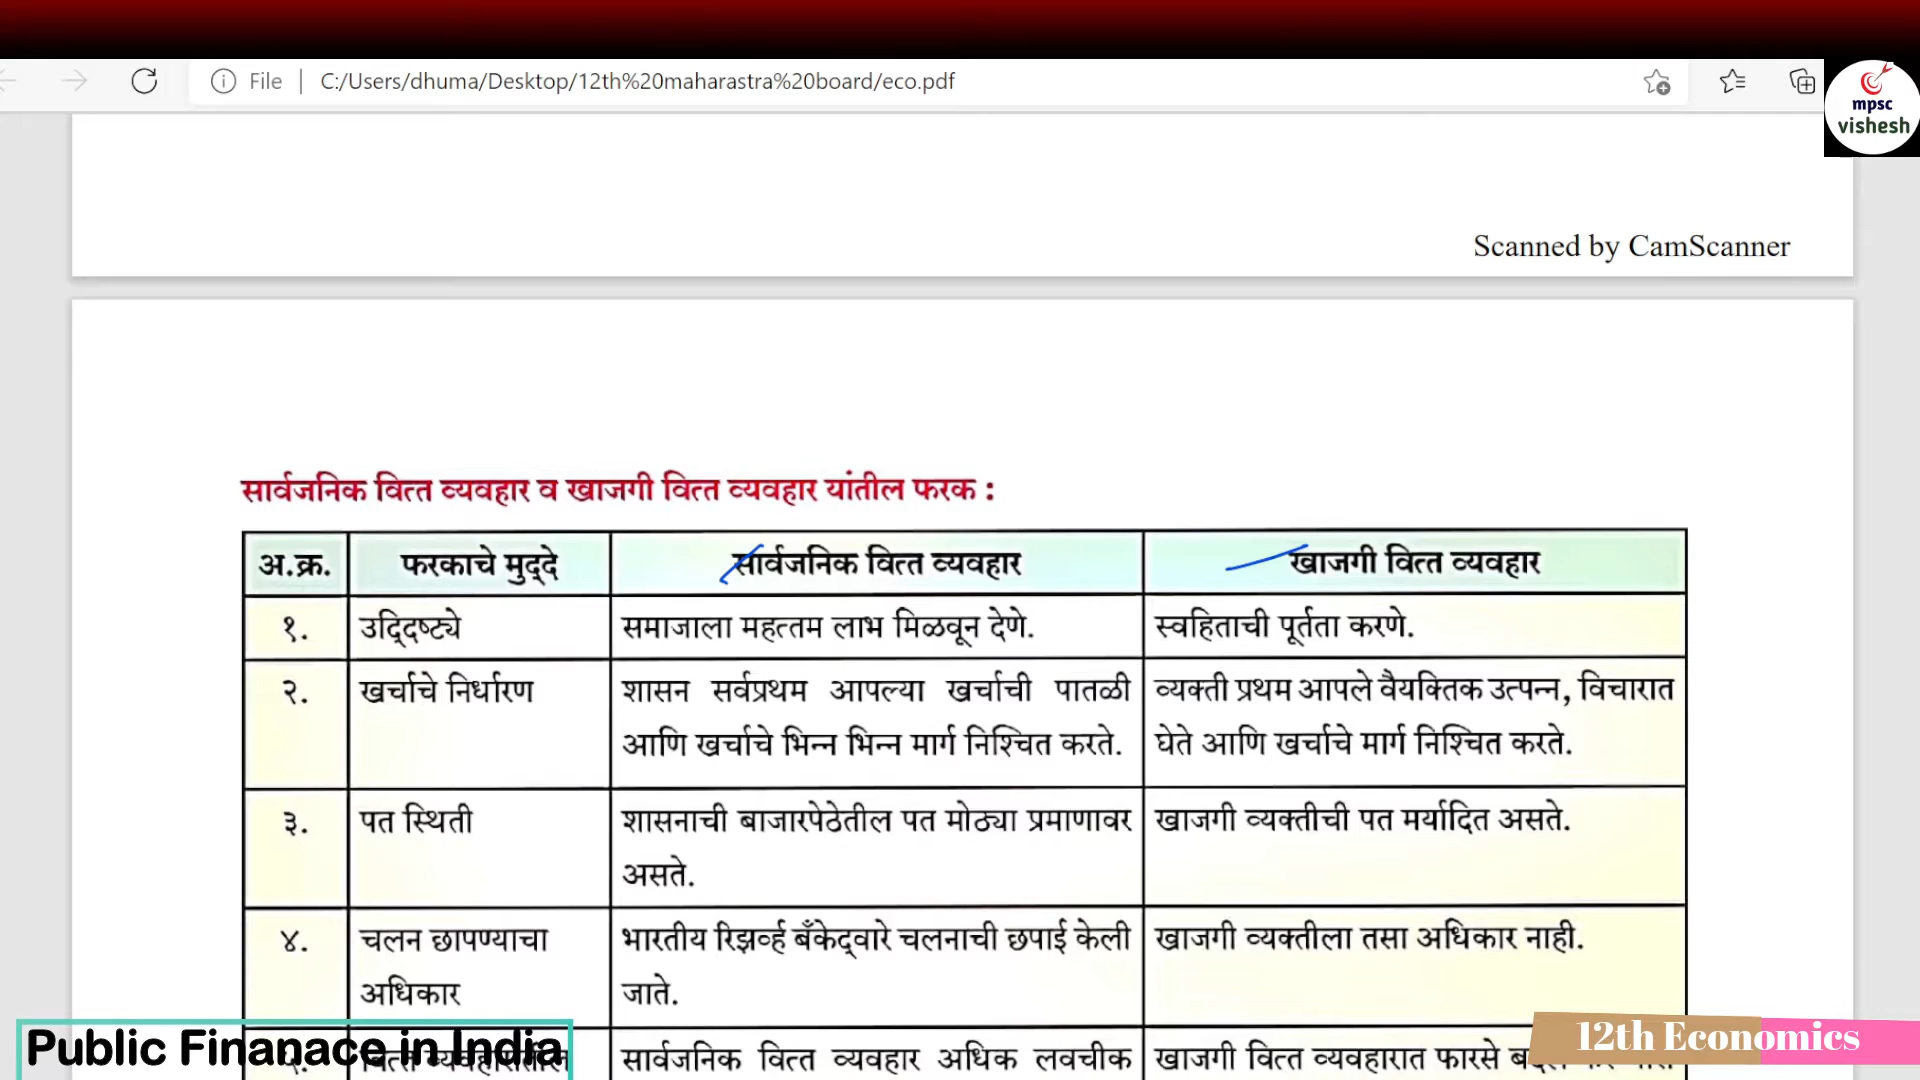 File | C:/Users/dhuma/Desktop/12th%20maharastra%20board/eco.pdf
mpsc
vishesh
Scanned by CamScanner
सार्वजनिक वित्त व्यवहार व खाजगी वित्त व्यवहार यांतील फरक :
अ.क्र. फरकाचे मुद्दे सार्वजनिक वित्त व्यवहार खाजगी वित्त व्यवहार
१. उद्दिष्ट्ये समाजाला महत्तम लाभ मिळवून देणे. स्वहिताची पूर्तता करणे.
२. खर्चाचे निर्धारण शासन सर्वप्रथम आपल्या खर्चाची पातळी व्यक्ती प्रथम आपले वैयक्तिक उत्पन्न, विचारात
आणि खर्चाचे भिन्न भिन्न मार्ग निश्चित करते. घेते आणि खर्चाचे मार्ग निश्चित करते.
३. पत स्थिती शासनाची बाजारपेठेतील पत मोठ्या प्रमाणावर खाजगी व्यक्तीची पत मर्यादित असते.
असते.
४. चलन छापण्याचा भारतीय रिझर्व्ह बँकेद्वारे चलनाची छपाई केली खाजगी व्यक्तीला तसा अधिकार नाही.
अधिकार जाते.
सार्वजनिक वित्त व्यवहार अधिक लवचीक खाजगी वित्त व्यवहारात फारसे
Public Finanace in India
12th Economics